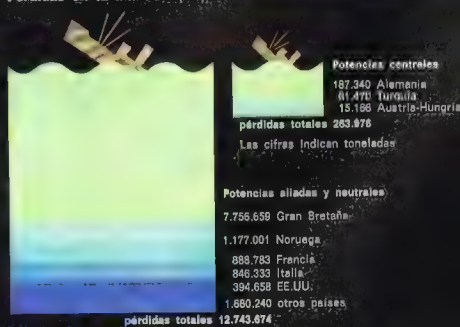 Potencias centrales
187.340 Alemania
61.470 Turquía
15.166 Austria-Hungría
pérdidas totales 263.976
Las cifras indican toneladas
Potencias aliadas y neutrales
7.756.659 Gran Bretaña
1.177.001 Noruega
888.783 Francia
846.333 Italia
394.658 EE.UU.
1.680.240 otros países
pérdidas totales 12.743.674